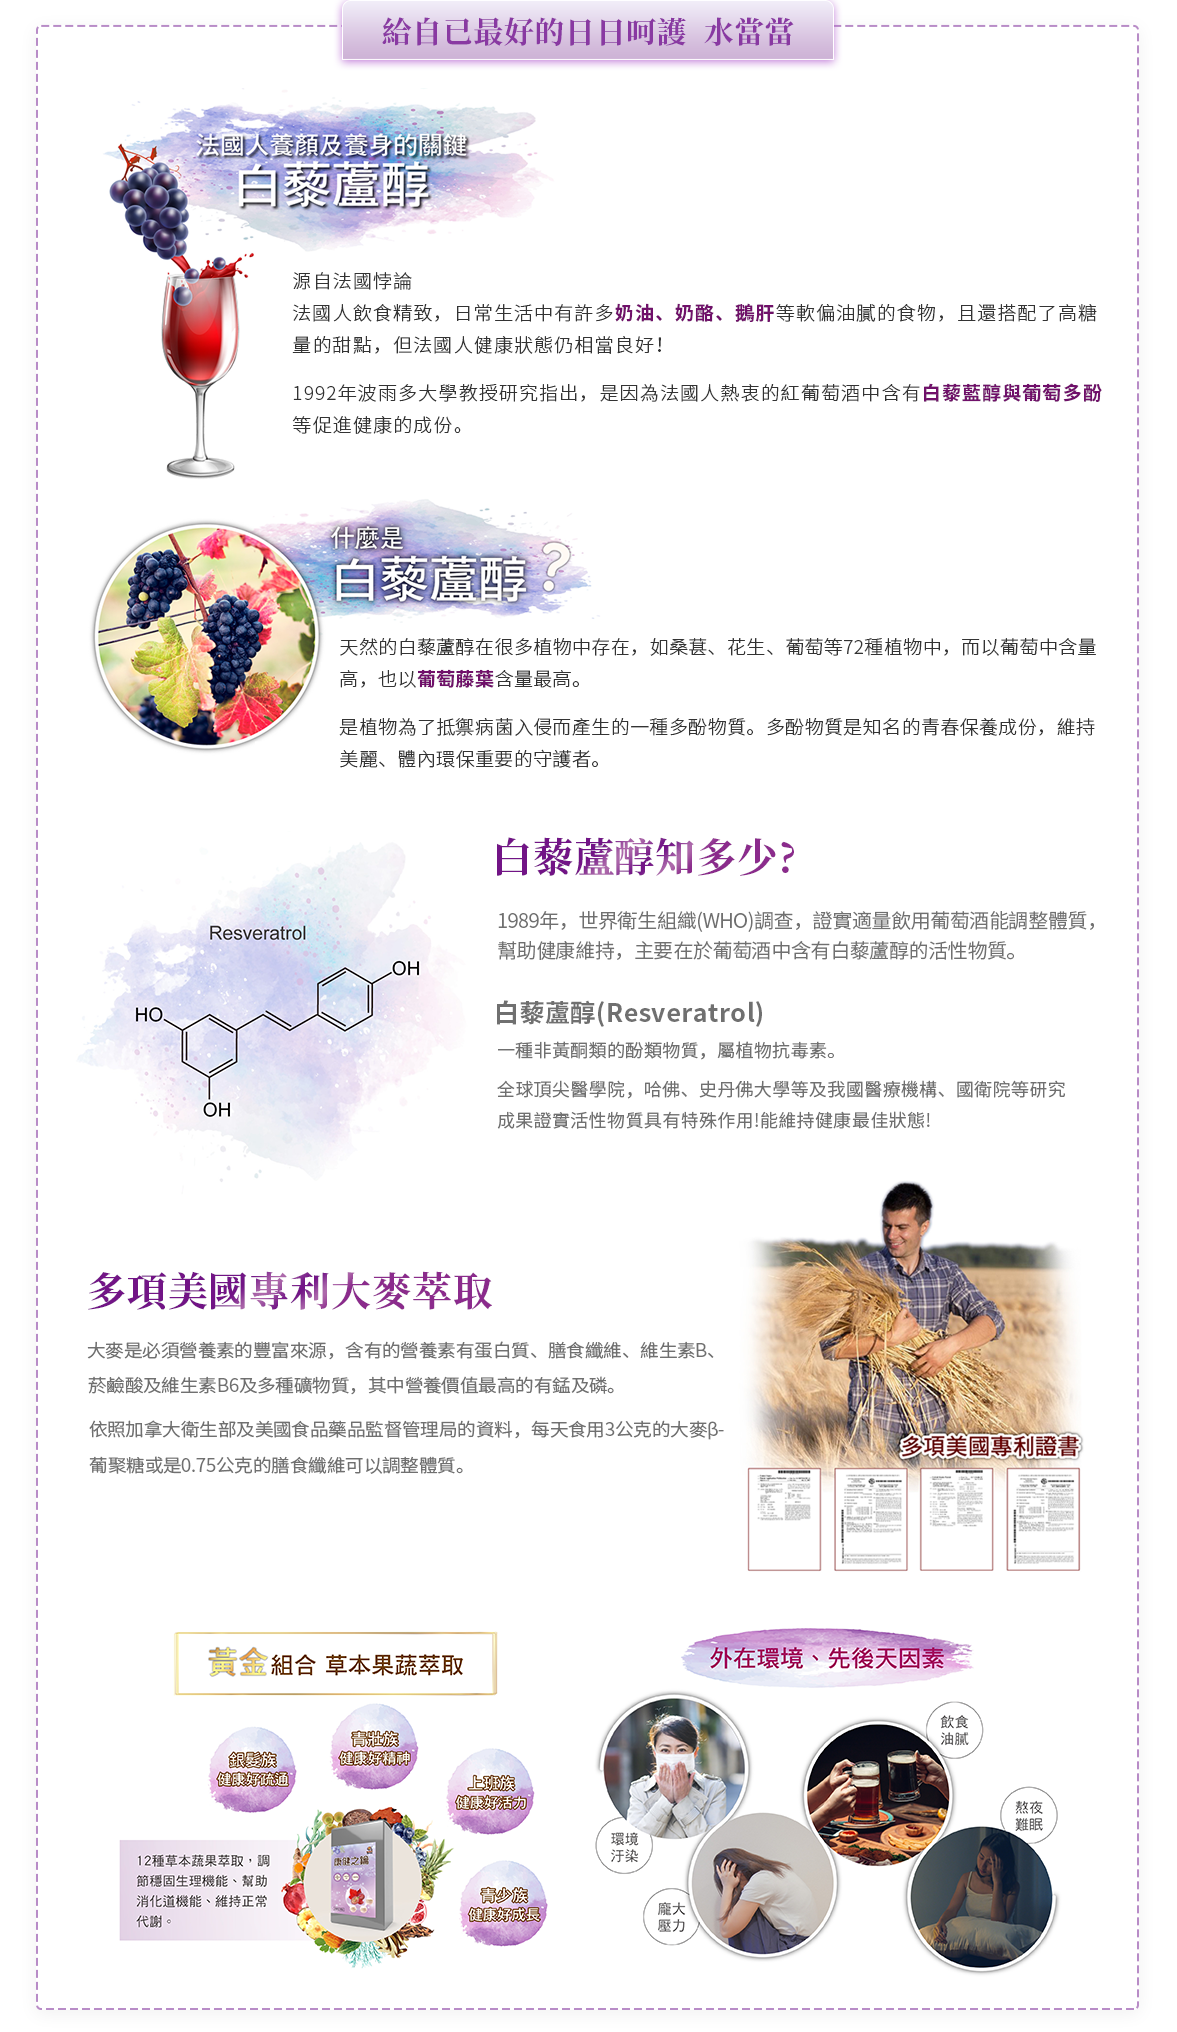 給自已最好的日日呵護 水當當
法國人養顏及養身的關鍵
白藜蘆醇
源自法國悖論
法國人飲食精致，日常生活中有許多奶油、奶酪、鵝肝等軟偏油膩的食物，且還搭配了高糖
量的甜點，但法國人健康狀態仍相當良好！
1992年波雨多大學教授研究指出，是因為法國人熱衷的紅葡萄酒中含有白藜藍醇與葡萄多酚
等促進健康的成份。
什麼是
白藜蘆醇？
天然的白藜蘆醇在很多植物中存在，如桑葚、花生、葡萄等72種植物中，而以葡萄中含量
高，也以葡萄藤葉含量最高。
是植物為了抵禦病菌入侵而產生的一種多酚物質。多酚物質是知名的青春保養成份，維持
美麗、體內環保重要的守護者。
白藜蘆醇知多少?
1989年，世界衛生組織(WHO)調查，證實適量飲用葡萄酒能調整體質，
幫助健康維持，主要在於葡萄酒中含有白藜蘆醇的活性物質。
Resveratrol
OH
HO
OH
白藜蘆醇(Resveratrol)
一種非黃酮類的酚類物質，屬植物抗毒素。
全球頂尖醫學院，哈佛、史丹佛大學等及我國醫療機構、國衛院等研究
成果證實活性物質具有特殊作用!能維持健康最佳狀態!
多項美國專利大麥萃取
大麥是必須營養素的豐富來源，含有的營養素有蛋白質、膳食纖維、維生素B、
菸鹼酸及維生素B6及多種礦物質，其中營養價值最高的有錳及磷。
依照加拿大衛生部及美國食品藥品監督管理局的資料，每天食用3公克的大麥β-
葡聚糖或是0.75公克的膳食纖維可以調整體質。
多項美國專利證書
黃金組合 草本果蔬萃取
青壯族
健康好精神
銀髮族
健康好疏通
上班族
健康好活力
青少族
健康好成長
12種草本蔬果萃取，調
節穩固生理機能、幫助
消化道機能、維持正常
代謝。
康健之鑰
外在環境、先後天因素
飲食
油膩
熬夜
難眠
環境
汙染
龐大
壓力